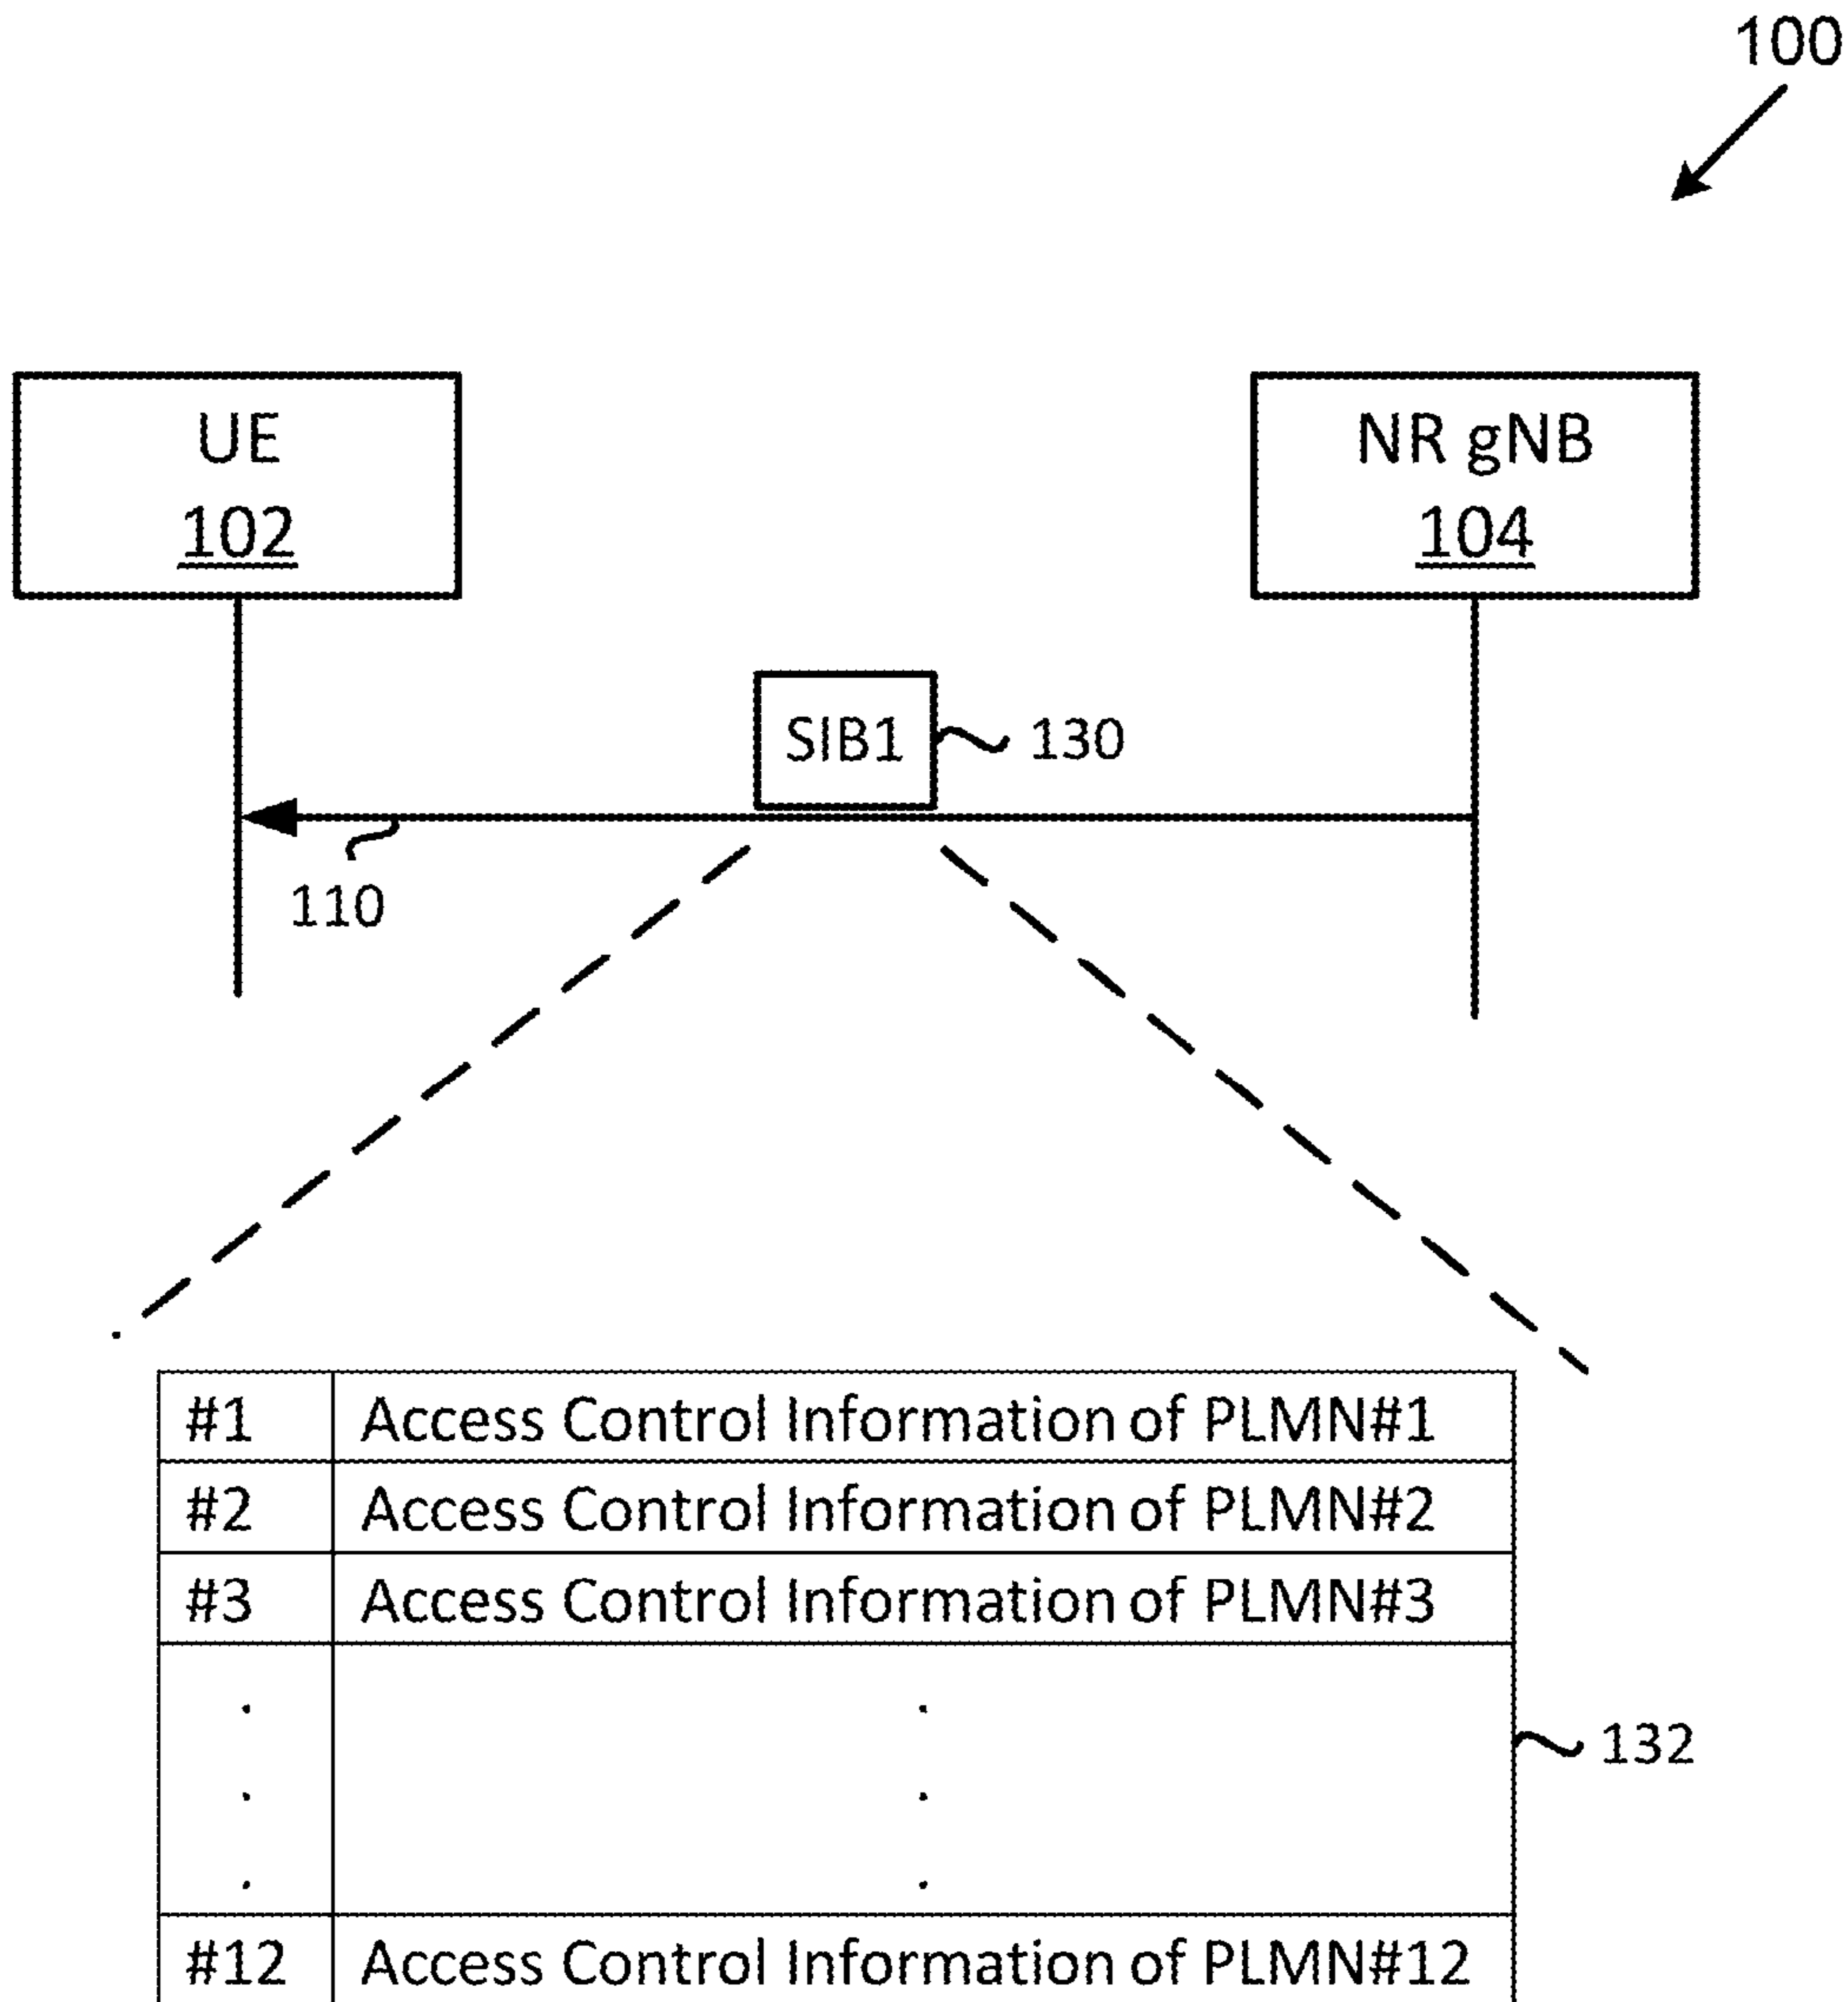 100
UE
102
NR gNB
104
SIB1
130
110
#1 Access Control Information of PLMN#1
#2 Access Control Information of PLMN#2
#3 Access Control Information of PLMN#3
. .
. .
. .
132
#12 Access Control Information of PLMN#12